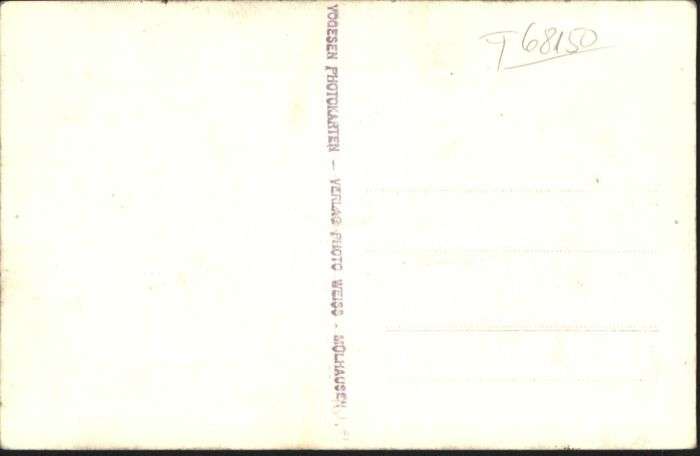 T 68150
VOGESEN PHOTOKARTEN - VERLAG PHOTO WEISS - MÜLHAUSEN